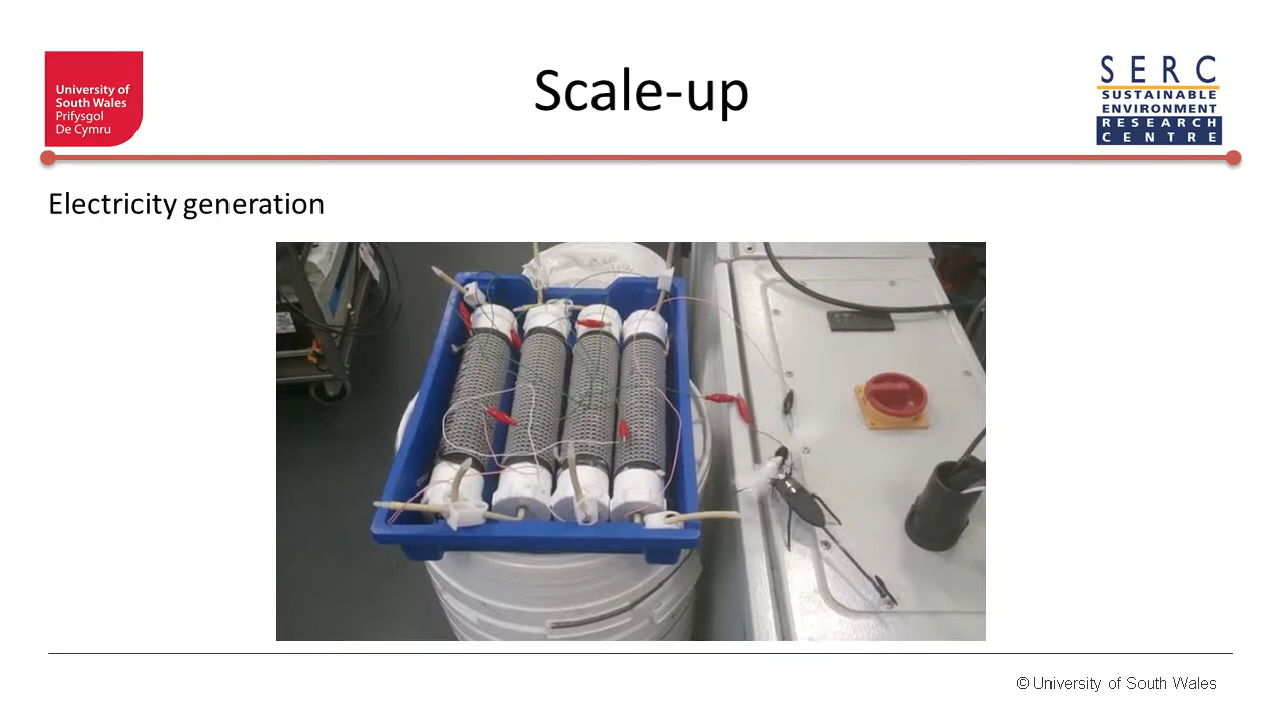 University of
South Wales
Prifysgol
De Cymru
Scale-up
SERC
SUSTAINABLE
ENVIRONMENT
RESEARCH
CENTRE
Electricity generation
© University of South Wales